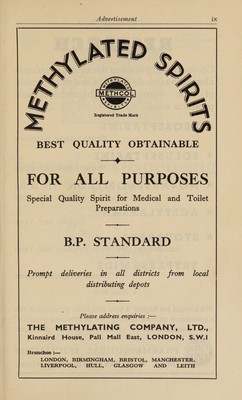 Advertisement
ix
METHYLATED SPIRITS
METHCOL
Registered Trade Mark
BEST QUALITY OBTAINABLE
FOR ALL PURPOSES
Special Quality Spirit for Medical and Toilet
Preparations
B.P. STANDARD
Prompt deliveries in all districts from local
distributing depots
Please address enquiries :—
THE METHYLATING COMPANY, LTD.,
Kinnaird House, Pall Mall East, LONDON, S.W.1
Branches :—
LONDON, BIRMINGHAM, BRISTOL, MANCHESTER,
LIVERPOOL, HULL, GLASGOW AND LEITH